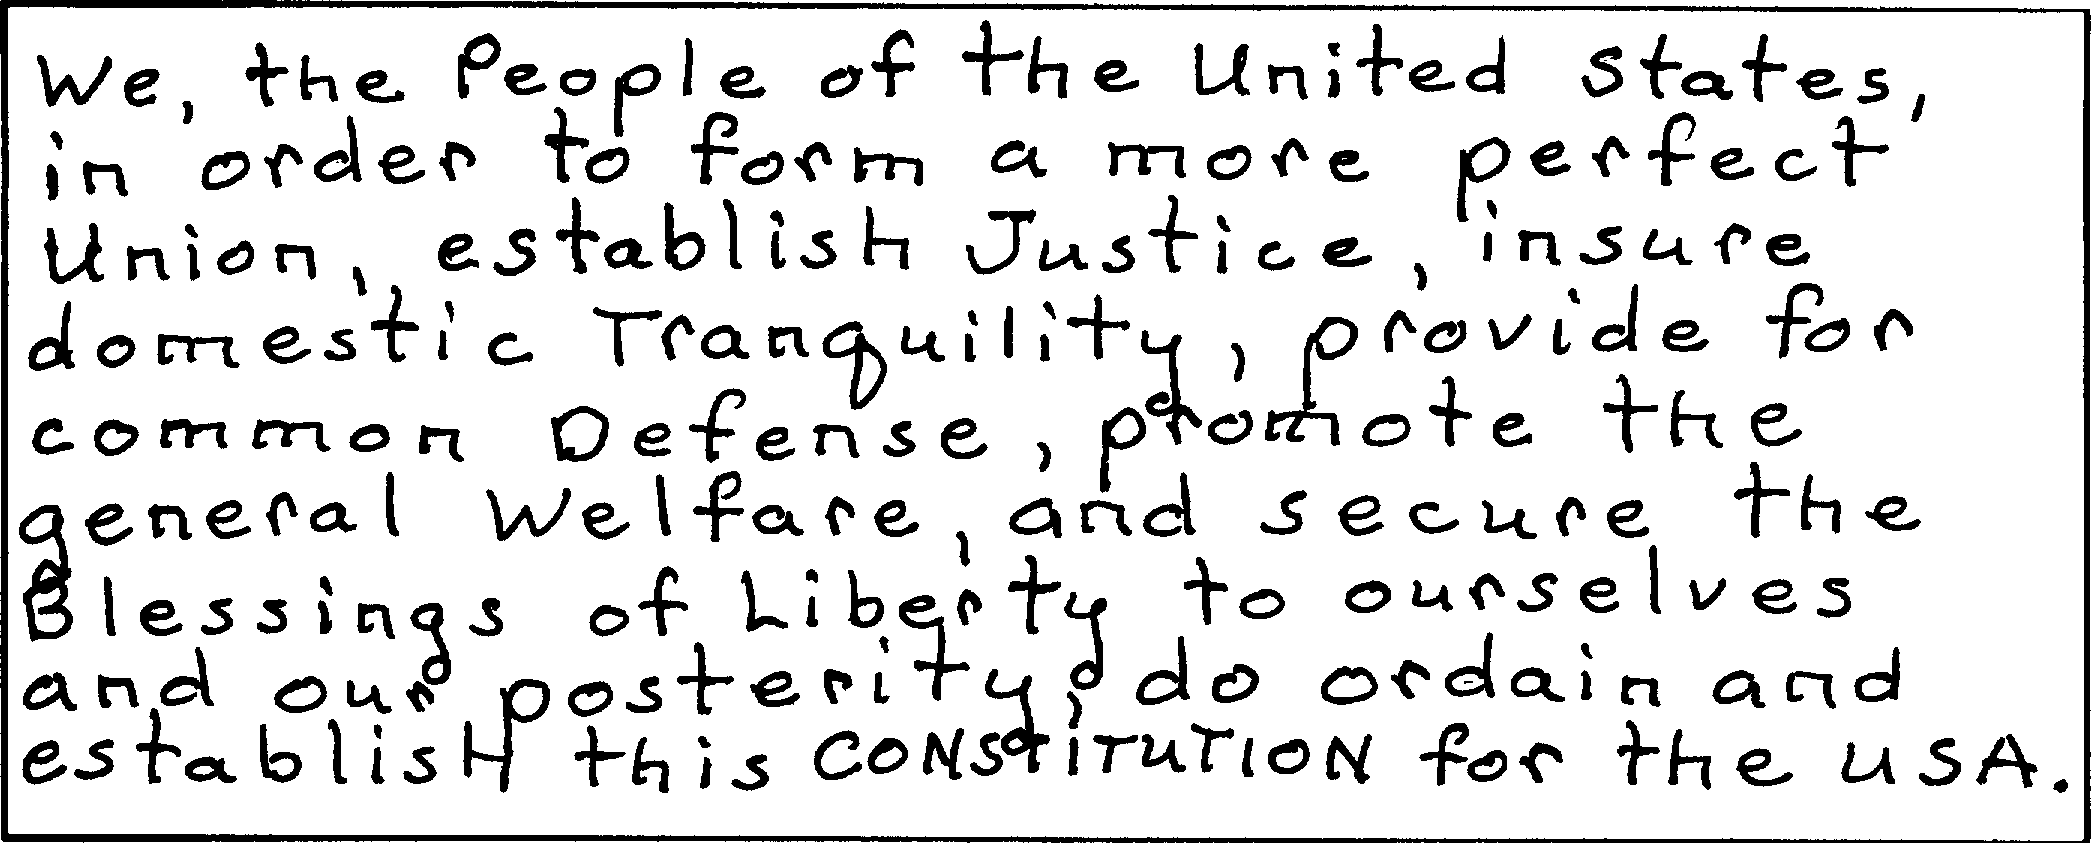 We, the People of the United States,
in order to form a more perfect
Union, establish Justice, insure
domestic Tranquility, provide for
common Defense, promote the
general Welfare, and secure the
Blessings of Liberty to ourselves
and our posterity, do ordain and
establish this CONSTITUTION for the USA.